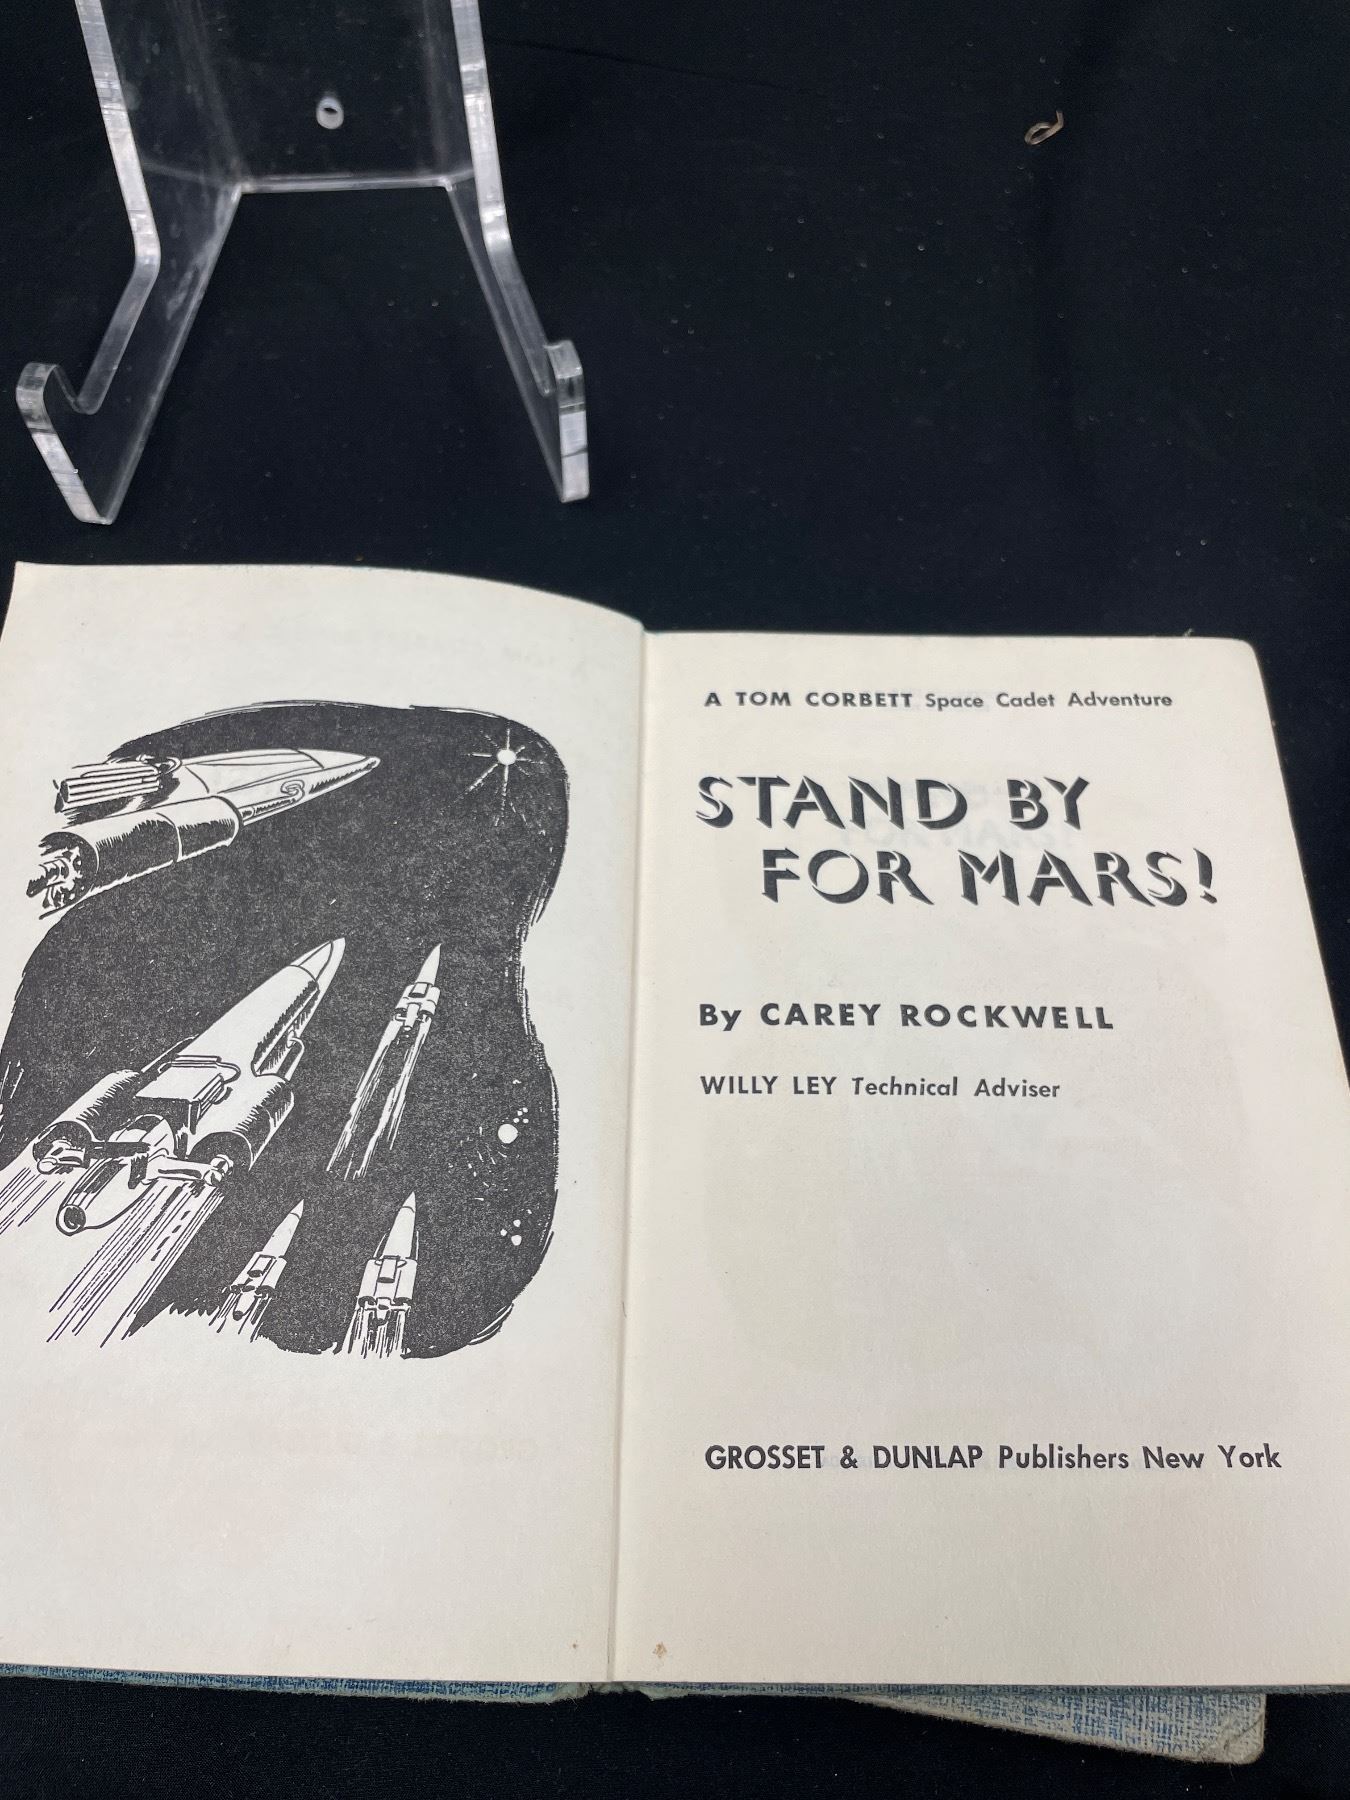 A TOM CORBETT Space Cadet Adventure
STAND BY
FOR MARS!
By CAREY ROCKWELL
WILLY LEY Technical Adviser
GROSSET & DUNLAP Publishers New York